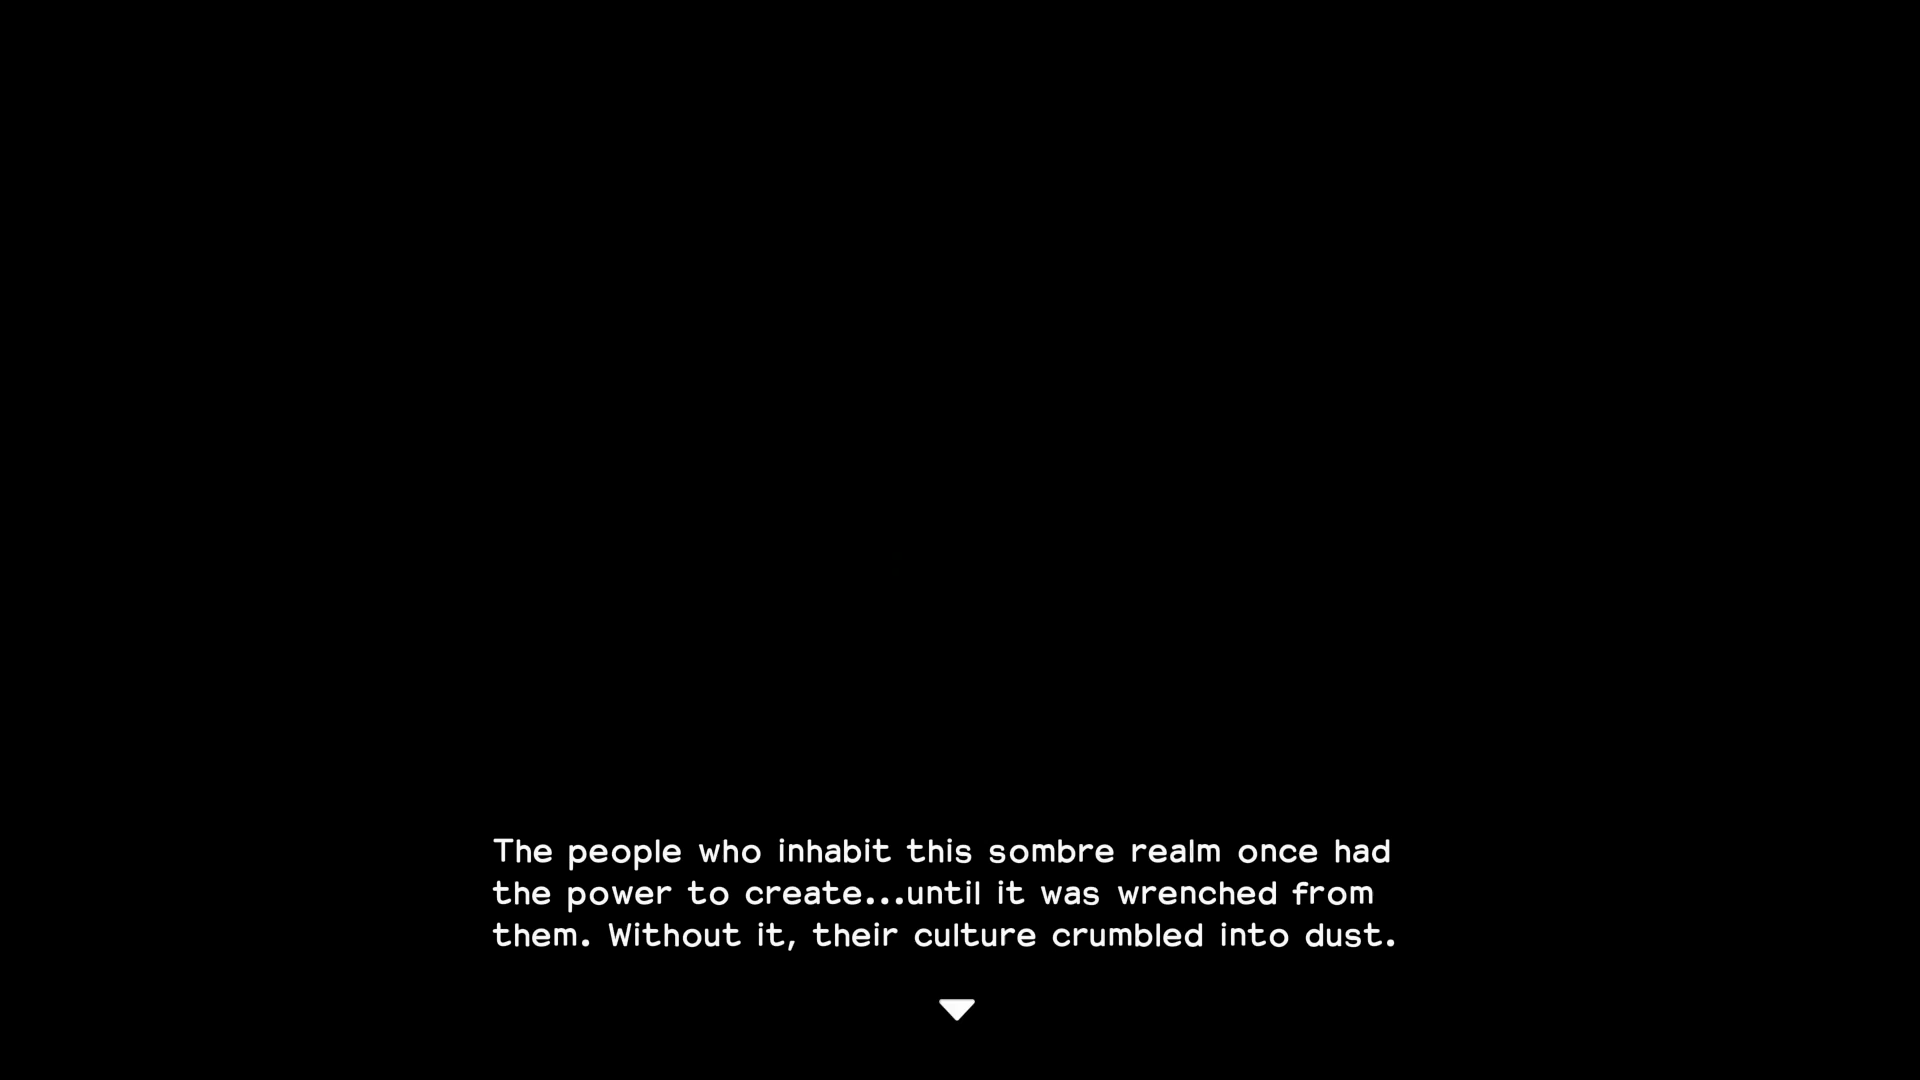 The people who inhabit this sombre realm once had
the power to create...until it was wrenched from
them. Without it, their culture crumbled into dust.